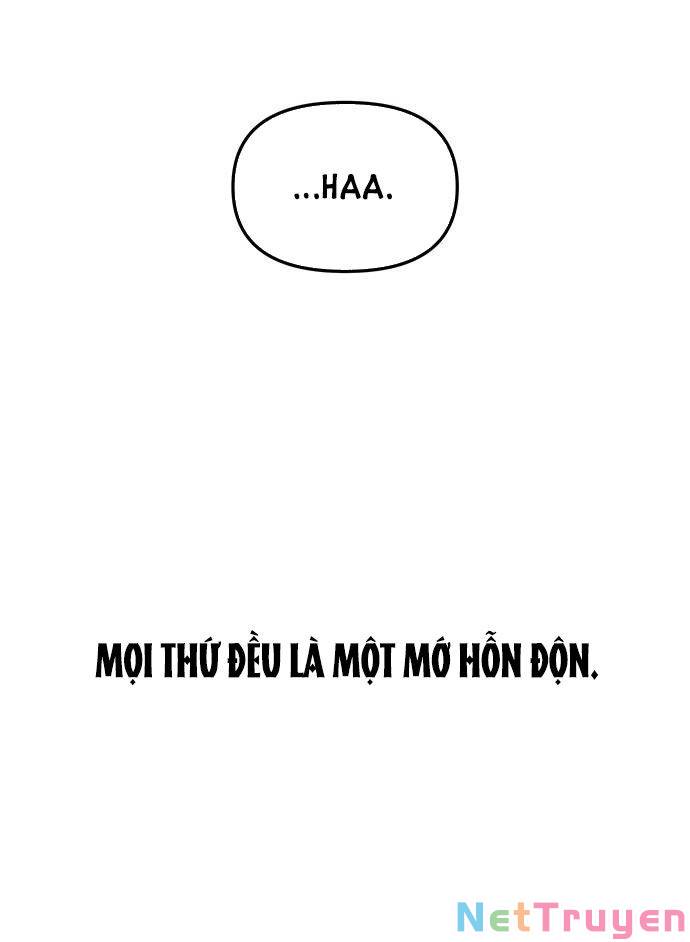 ...HAA.
MỌI THỨ ĐỀU LÀ MỘT MỚ HỖN ĐỘN.
NetTruyen